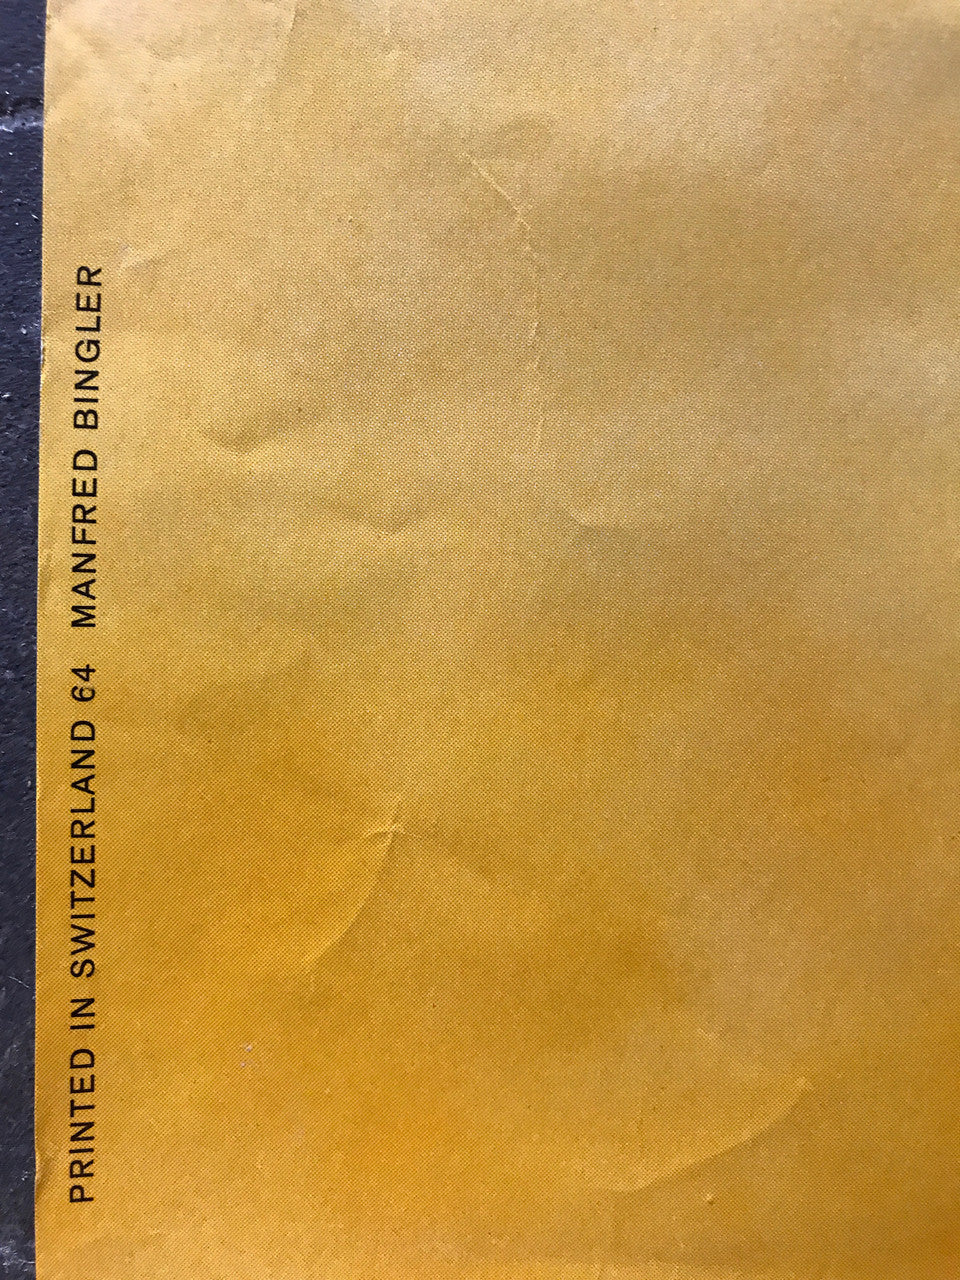 PRINTED IN SWITZERLAND 64 MANFRED BINGLER